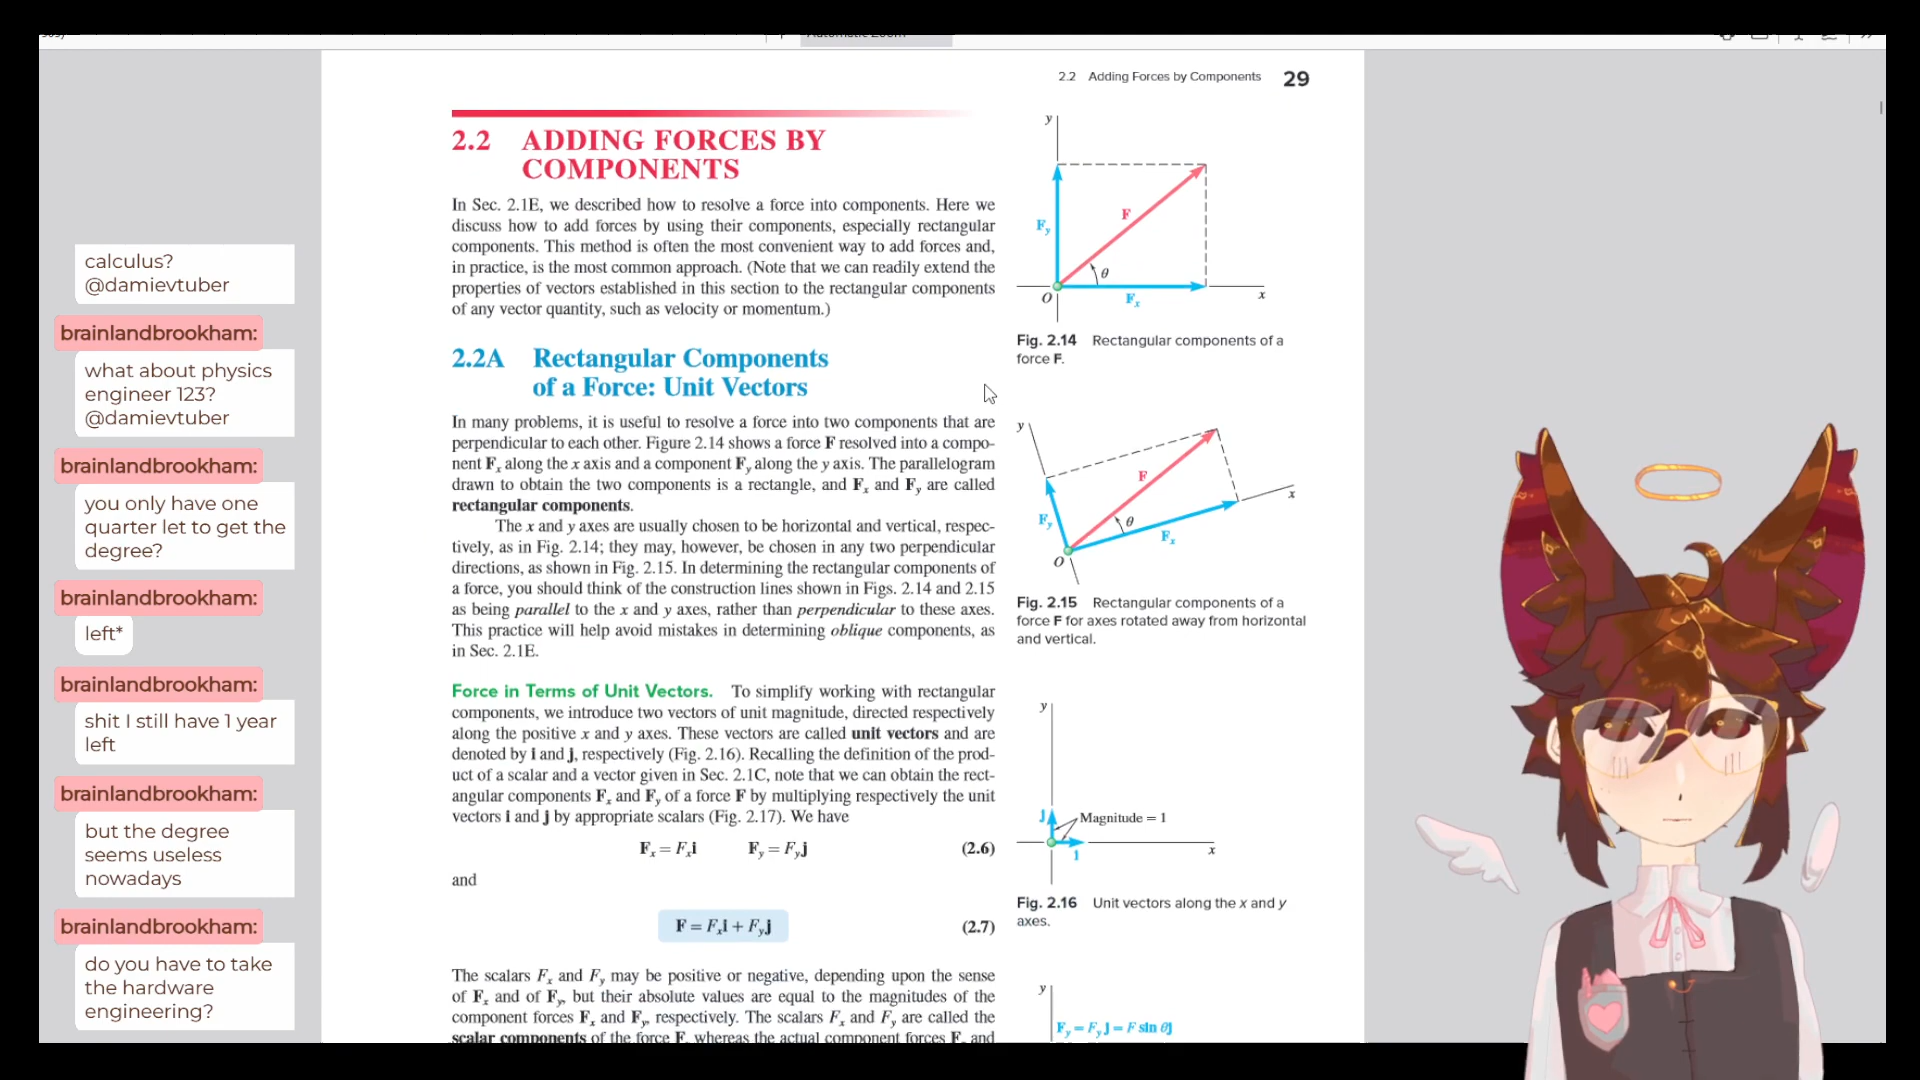 calculus?
@damievtuber
brainlandbrookham:
what about physics
engineer 123?
@damievtuber
brainlandbrookham:
you only have one
quarter let to get the
degree?
brainlandbrookham:
left*
brainlandbrookham:
shit I still have 1 year
left
brainlandbrookham:
but the degree
seems useless
nowadays
brainlandbrookham:
do you have to take
the hardware
engineering?
2.2 Adding Forces by Components 29
2.2 ADDING FORCES BY
COMPONENTS
In Sec. 2.1E, we described how to resolve a force into components. Here we
discuss how to add forces by using their components, especially rectangular
components. This method is often the most convenient way to add forces and,
in practice, is the most common approach. (Note that we can readily extend the
properties of vectors established in this section to the rectangular components
of any vector quantity, such as velocity or momentum.)
2.2A Rectangular Components
of a Force: Unit Vectors
In many problems, it is useful to resolve a force into two components that are
perpendicular to each other. Figure 2.14 shows a force F resolved into a compo-
nent Fx along the x axis and a component Fy along the y axis. The parallelogram
drawn to obtain the two components is a rectangle, and Fx and Fy are called
rectangular components.
The x and y axes are usually chosen to be horizontal and vertical, respec-
tively, as in Fig. 2.14; they may, however, be chosen in any two perpendicular
directions, as shown in Fig. 2.15. In determining the rectangular components of
a force, you should think of the construction lines shown in Figs. 2.14 and 2.15
as being parallel to the x and y axes, rather than perpendicular to these axes.
This practice will help avoid mistakes in determining oblique components, as
in Sec. 2.1E.
Force in Terms of Unit Vectors. To simplify working with rectangular
components, we introduce two vectors of unit magnitude, directed respectively
along the positive x and y axes. These vectors are called unit vectors and are
denoted by i and j, respectively (Fig. 2.16). Recalling the definition of the prod-
uct of a scalar and a vector given in Sec. 2.1C, note that we can obtain the rect-
angular components Fx and Fy of a force F by multiplying respectively the unit
vectors i and j by appropriate scalars (Fig. 2.17). We have
Fx = Fxi Fy = Fyj (2.6)
and
F = Fxi + Fyj (2.7)
The scalars Fx and Fy may be positive or negative, depending upon the sense
of Fx and of Fy, but their absolute values are equal to the magnitudes of the
component forces Fx and Fy, respectively. The scalars Fx and Fy are called the
scalar components of the force F, whereas the actual component forces Fx and
y
Fy
F
θ
O
Fx
x
Fig. 2.14 Rectangular components of a
force F.
y
F
Fy
θ
Fx
x
O
Fig. 2.15 Rectangular components of a
force F for axes rotated away from horizontal
and vertical.
y
j
Magnitude = 1
i
x
Fig. 2.16 Unit vectors along the x and y
axes.
y
Fy = Fy j = F sin θj